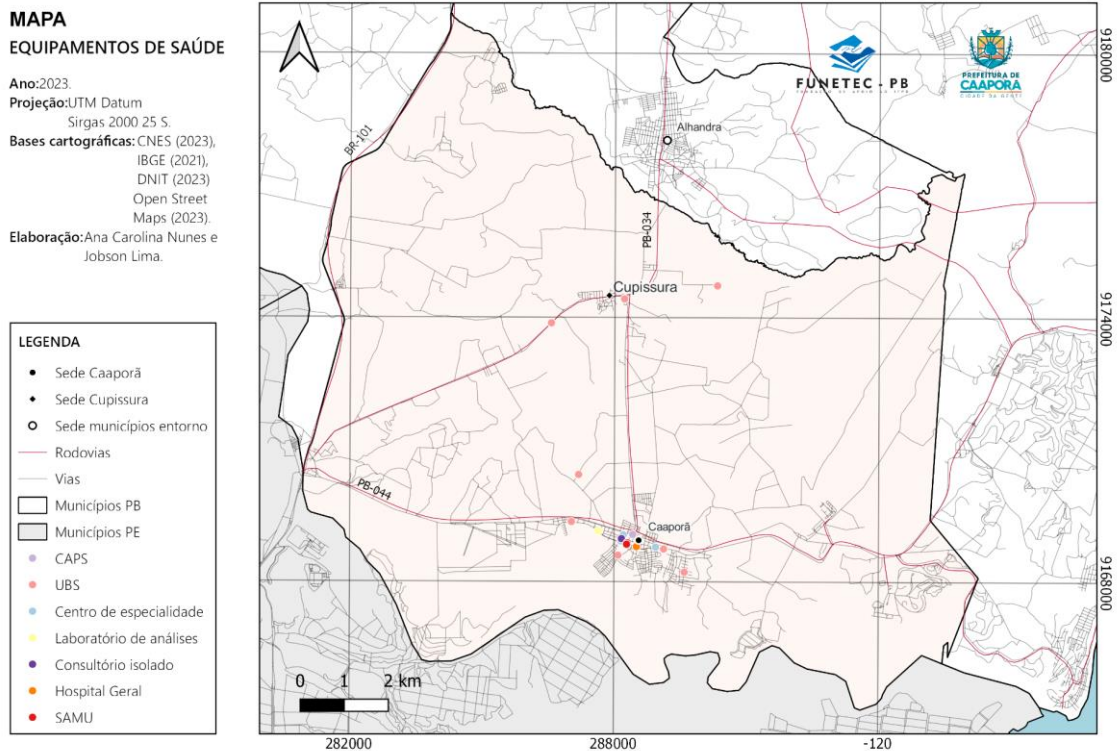 MAPA
EQUIPAMENTOS DE SAÚDE
Ano:2023.
Projeção:UTM Datum
Sirgas 2000 25 S.
Bases cartográficas:CNES (2023),
IBGE (2021),
DNIT (2023)
Open Street
Maps (2023).
Elaboração:Ana Carolina Nunes e
Jobson Lima.
LEGENDA
Sede Caaporã
Sede Cupissura
Sede municípios entorno
Rodovias
Vias
Municípios PB
Municípios PE
CAPS
UBS
Centro de especialidade
Laboratório de análises
Consultório isolado
Hospital Geral
SAMU
FUNETEC - PB
PREFEITURA DE
CAAPORÃ
CIDADE DA GENTE
Alhandra
BR-101
PB-034
Cupissura
PB-044
Caaporã
0 1 2 km
9180000
9174000
9168000
282000
288000
-120